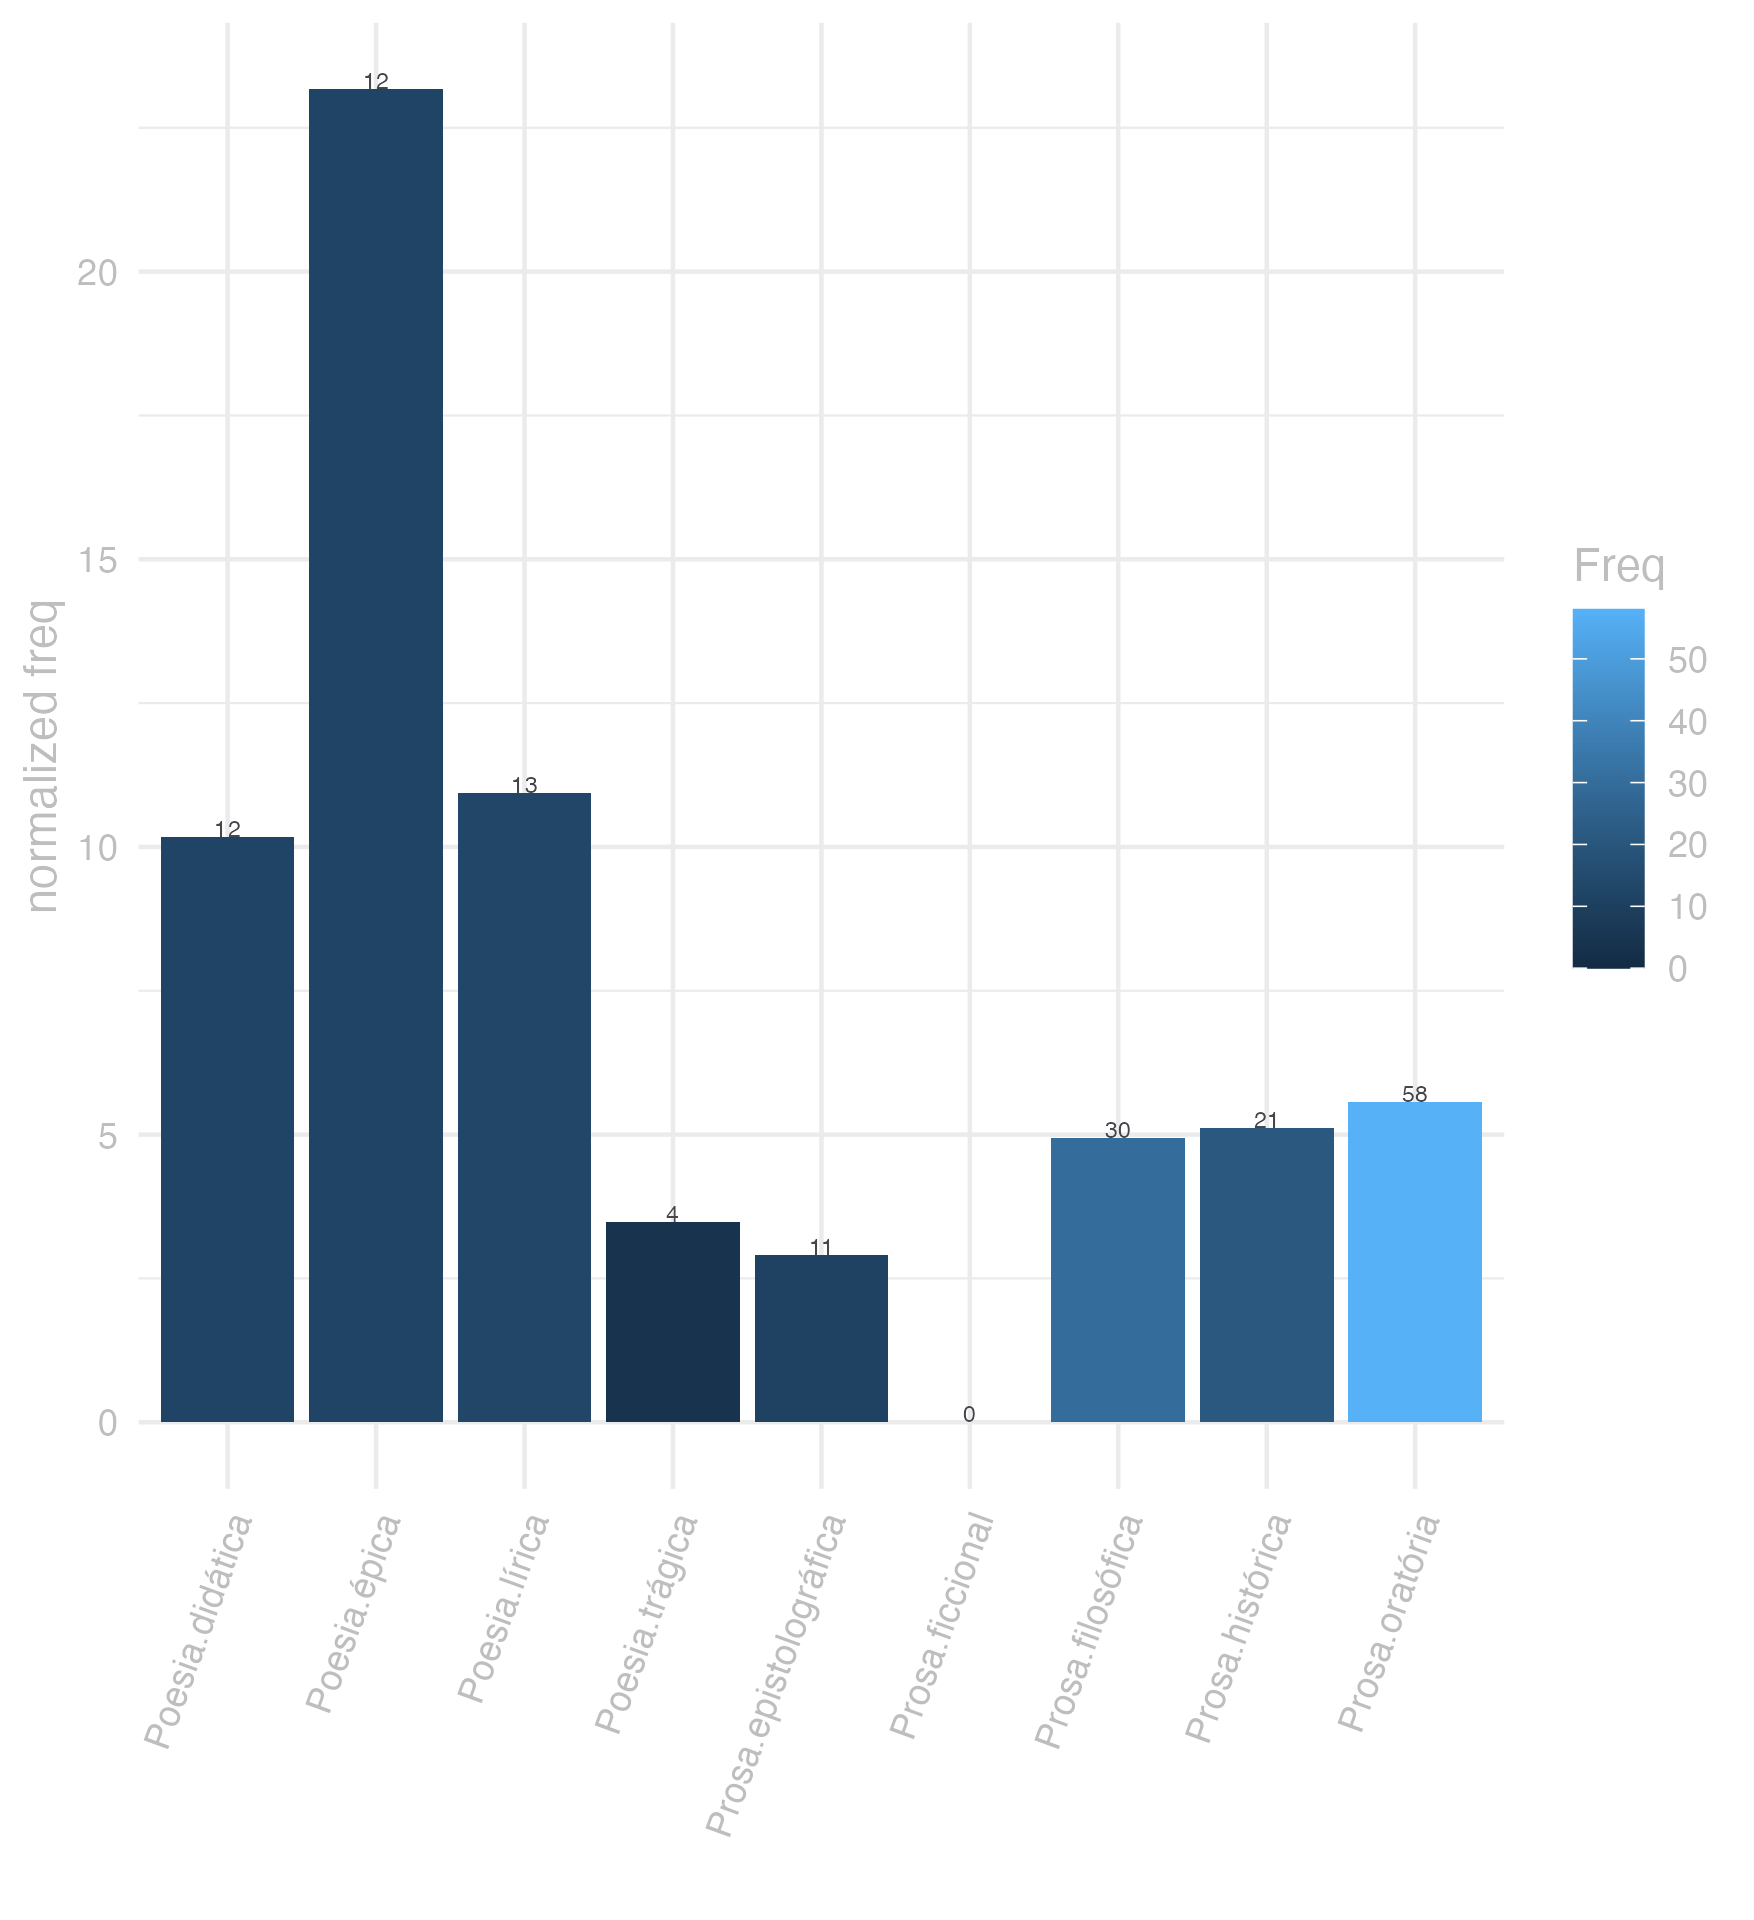 12
13
12
4
11
0
30
21
58
20
15
10
5
0
normalized freq
Poesia.didática
Poesia.épica
Poesia.lírica
Poesia.trágica
Prosa.epistolográfica
Prosa.ficcional
Prosa.filosófica
Prosa.histórica
Prosa.oratória
Freq
50
40
30
20
10
0